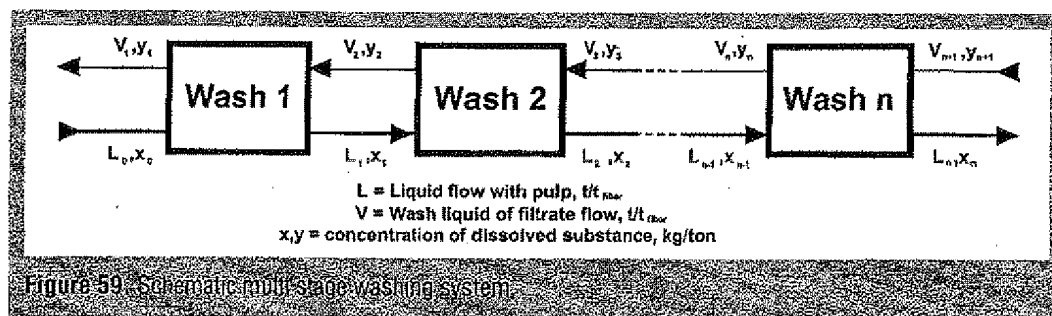 V₁,y₁ V₂,y₂ V₃,y₃ Vₙ,yₙ Vₙ₊₁,yₙ₊₁
Wash 1 Wash 2 Wash n
L₀,x₀ L₁,x₁ L₂,x₂ Lₙ₋₁,xₙ₋₁ Lₙ,xₙ
L = Liquid flow with pulp, t/t fiber
V = Wash liquid of filtrate flow, t/t fiber
x,y = concentration of dissolved substance, kg/ton
Figure 59. Schematic multi stage washing system.